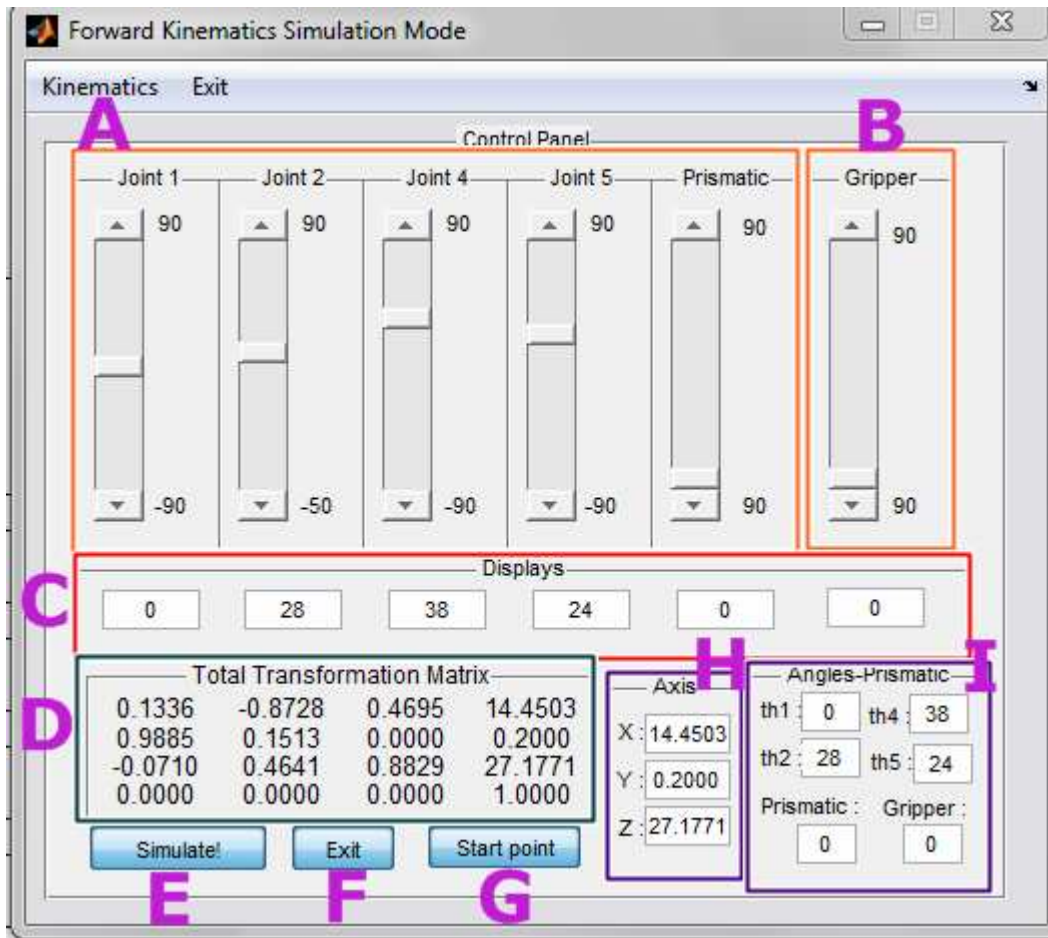 Forward Kinematics Simulation Mode
Kinematics Exit
A
B
Control Panel
Joint 1 Joint 2 Joint 4 Joint 5 Prismatic Gripper
90 90 90 90 90 90
-90 -50 -90 -90 90 90
C
Displays
0 28 38 24 0 0
D
Total Transformation Matrix
0.1336 -0.8728 0.4695 14.4503
0.9885 0.1513 0.0000 0.2000
-0.0710 0.4641 0.8829 27.1771
0.0000 0.0000 0.0000 1.0000
H
Axis
X : 14.4503
Y : 0.2000
Z : 27.1771
I
Angles-Prismatic
th1 : 0 th4 : 38
th2 : 28 th5 : 24
Prismatic : Gripper :
0 0
Simulate! Exit Start point
E F G